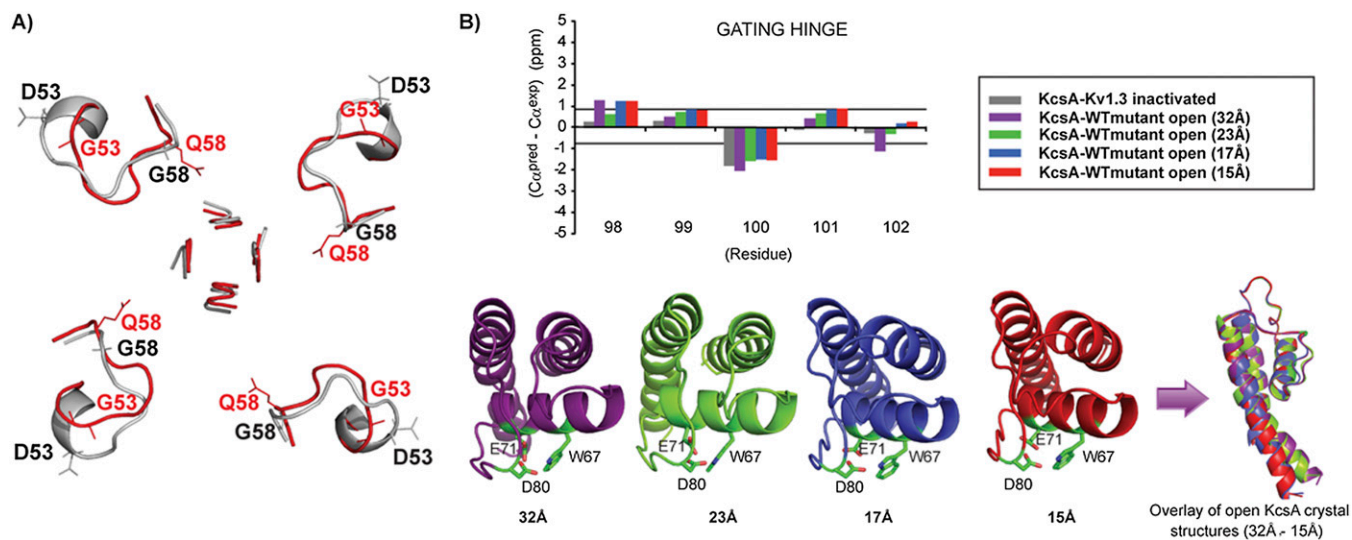 A)
D53
G53
Q58
G58
D53
G53
G58
Q58
Q58
G58
G53
D53
Q58
G58
G53
D53
B)
GATING HINGE
(Cα^pred - Cα^exp) (ppm)
5
4
3
2
1
0
-1
-2
-3
-4
-5
98 99 100 101 102
(Residue)
KcsA-Kv1.3 inactivated
KcsA-WTmutant open (32Å)
KcsA-WTmutant open (23Å)
KcsA-WTmutant open (17Å)
KcsA-WTmutant open (15Å)
E71
W67
D80
32Å
E71
W67
D80
23Å
E71
W67
D80
17Å
E71
W67
D80
15Å
Overlay of open KcsA crystal
structures (32Å - 15Å)